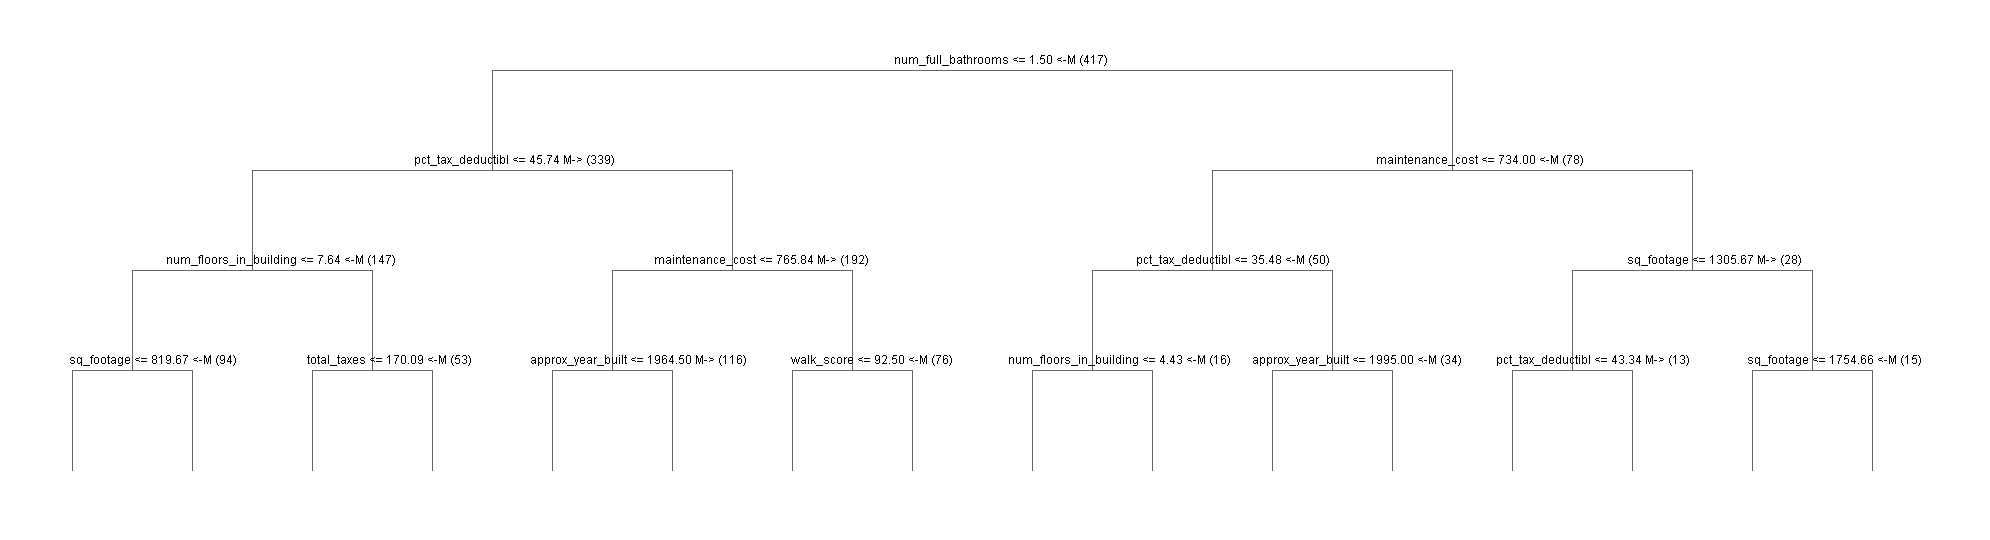 num_full_bathrooms <= 1.50 <-M (417)
pct_tax_deductibl <= 45.74 M-> (339)
maintenance_cost <= 734.00 <-M (78)
num_floors_in_building <= 7.64 <-M (147)
maintenance_cost <= 765.84 M-> (192)
pct_tax_deductibl <= 35.48 <-M (50)
sq_footage <= 1305.67 M-> (28)
sq_footage <= 819.67 <-M (94)
total_taxes <= 170.09 <-M (53)
approx_year_built <= 1964.50 M-> (116)
walk_score <= 92.50 <-M (76)
num_floors_in_building <= 4.43 <-M (16)
approx_year_built <= 1995.00 <-M (34)
pct_tax_deductibl <= 43.34 M-> (13)
sq_footage <= 1754.66 <-M (15)